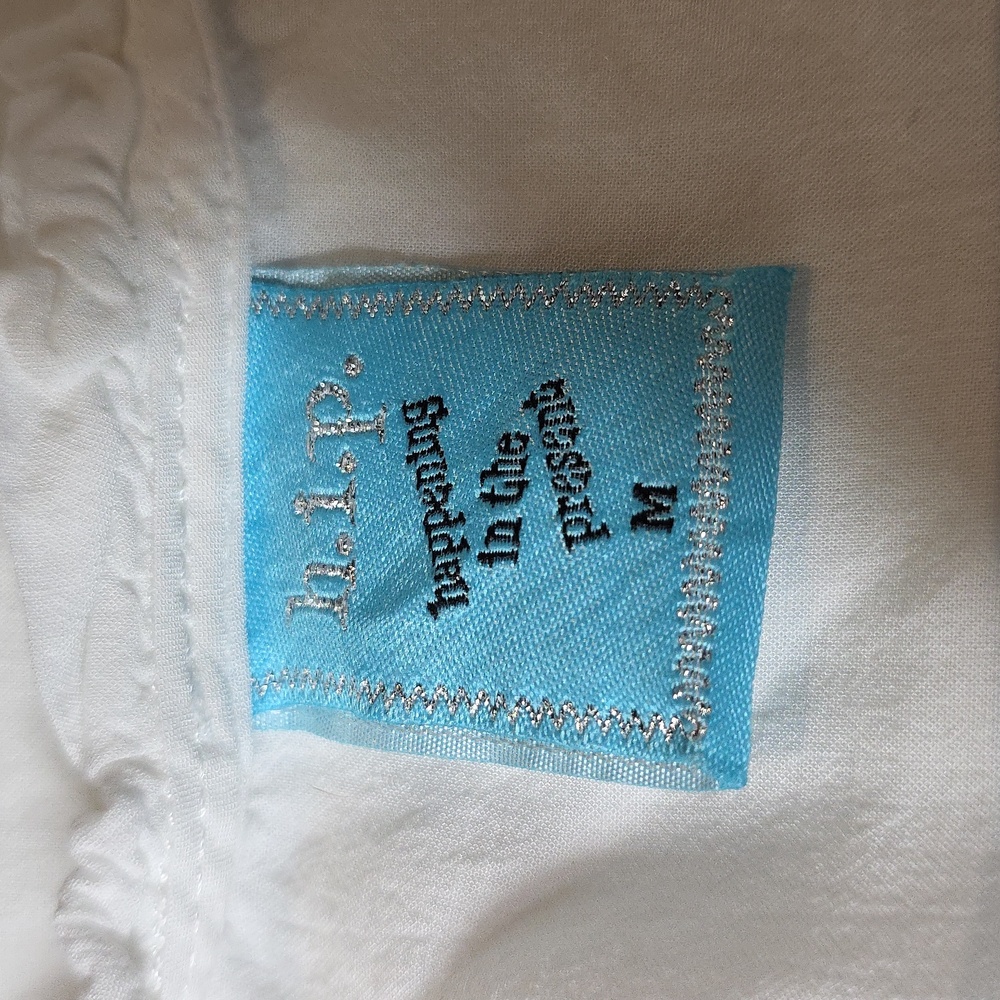 h.i.p.
happening
in the
present
M